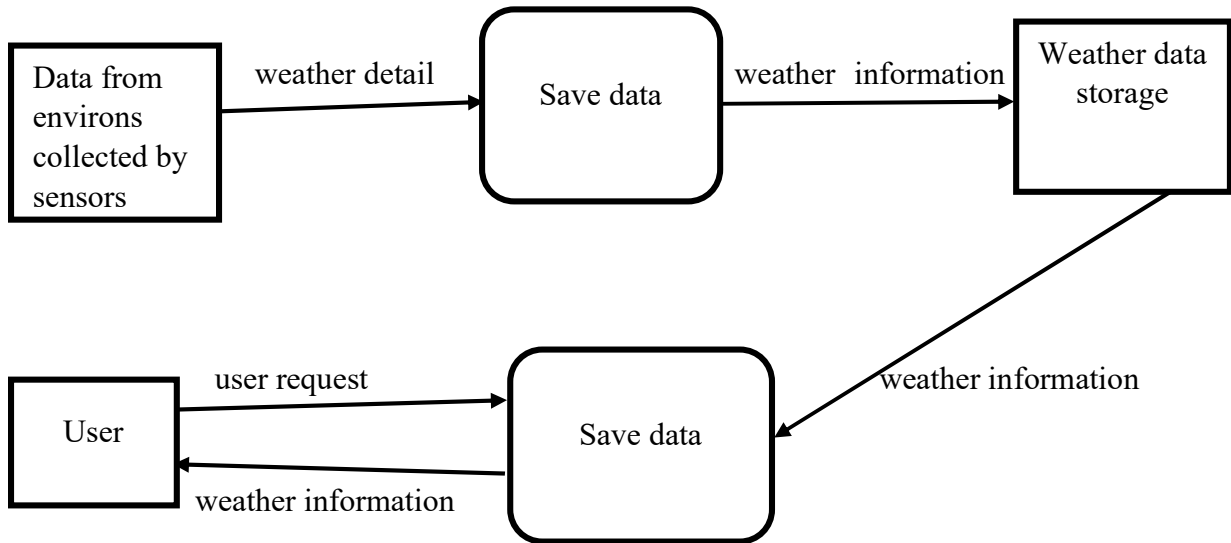 Data from
environs
collected by
sensors
weather detail
Save data
weather information
Weather data
storage
weather information
user request
User
Save data
weather information